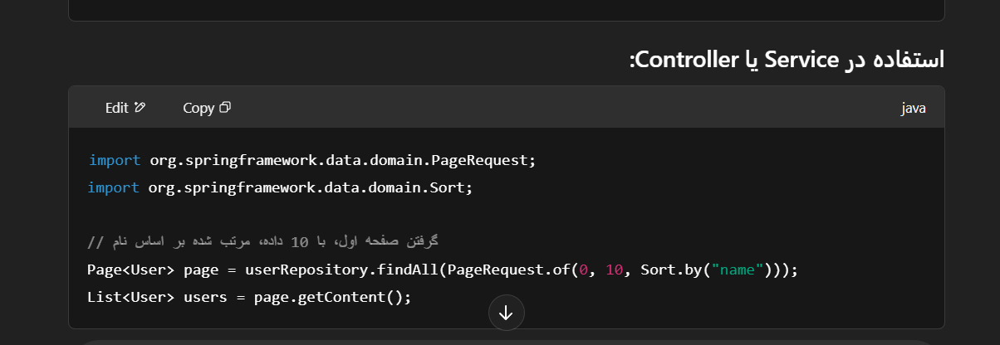 استفاده در Service یا Controller:
Edit
Copy
java
import org.springframework.data.domain.PageRequest;
import org.springframework.data.domain.Sort;
// گرفتن صفحه اول، با 10 داده، مرتب شده بر اساس نام
Page<User> page = userRepository.findAll(PageRequest.of(0, 10, Sort.by("name")));
List<User> users = page.getContent();